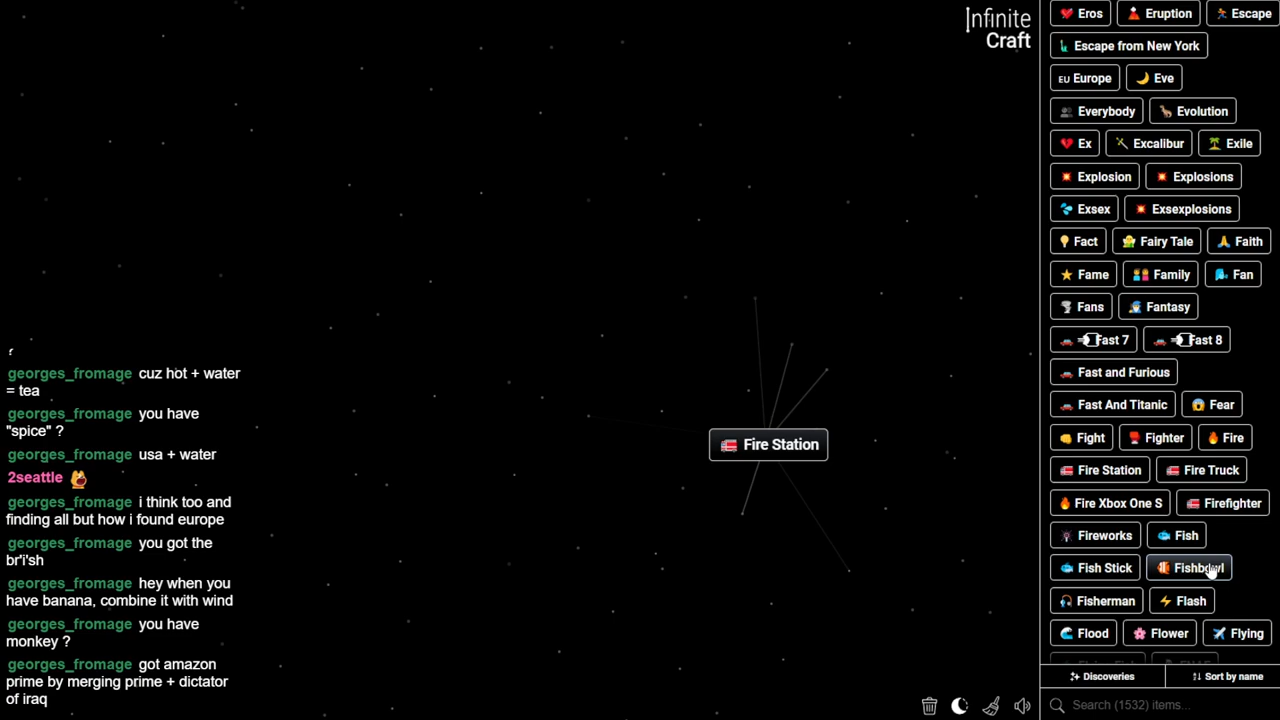 Infinite
Craft
?
georges_fromage cuz hot + water
= tea
georges_fromage you have
"spice" ?
georges_fromage usa + water
2seattle
georges_fromage i think too and
finding all but how i found europe
georges_fromage you got the
br'i'sh
georges_fromage hey when you
have banana, combine it with wind
georges_fromage you have
monkey ?
georges_fromage got amazon
prime by merging prime + dictator
of iraq
Fire Station
Eros Eruption Escape
Escape from New York
EU Europe Eve
Everybody Evolution
Ex Excalibur Exile
Explosion Explosions
Exsex Exsexplosions
Fact Fairy Tale Faith
Fame Family Fan
Fans Fantasy
Fast 7 Fast 8
Fast and Furious
Fast And Titanic Fear
Fight Fighter Fire
Fire Station Fire Truck
Fire Xbox One S Firefighter
Fireworks Fish
Fish Stick Fishbowl
Fisherman Flash
Flood Flower Flying
Discoveries Sort by name
Search (1532) items...